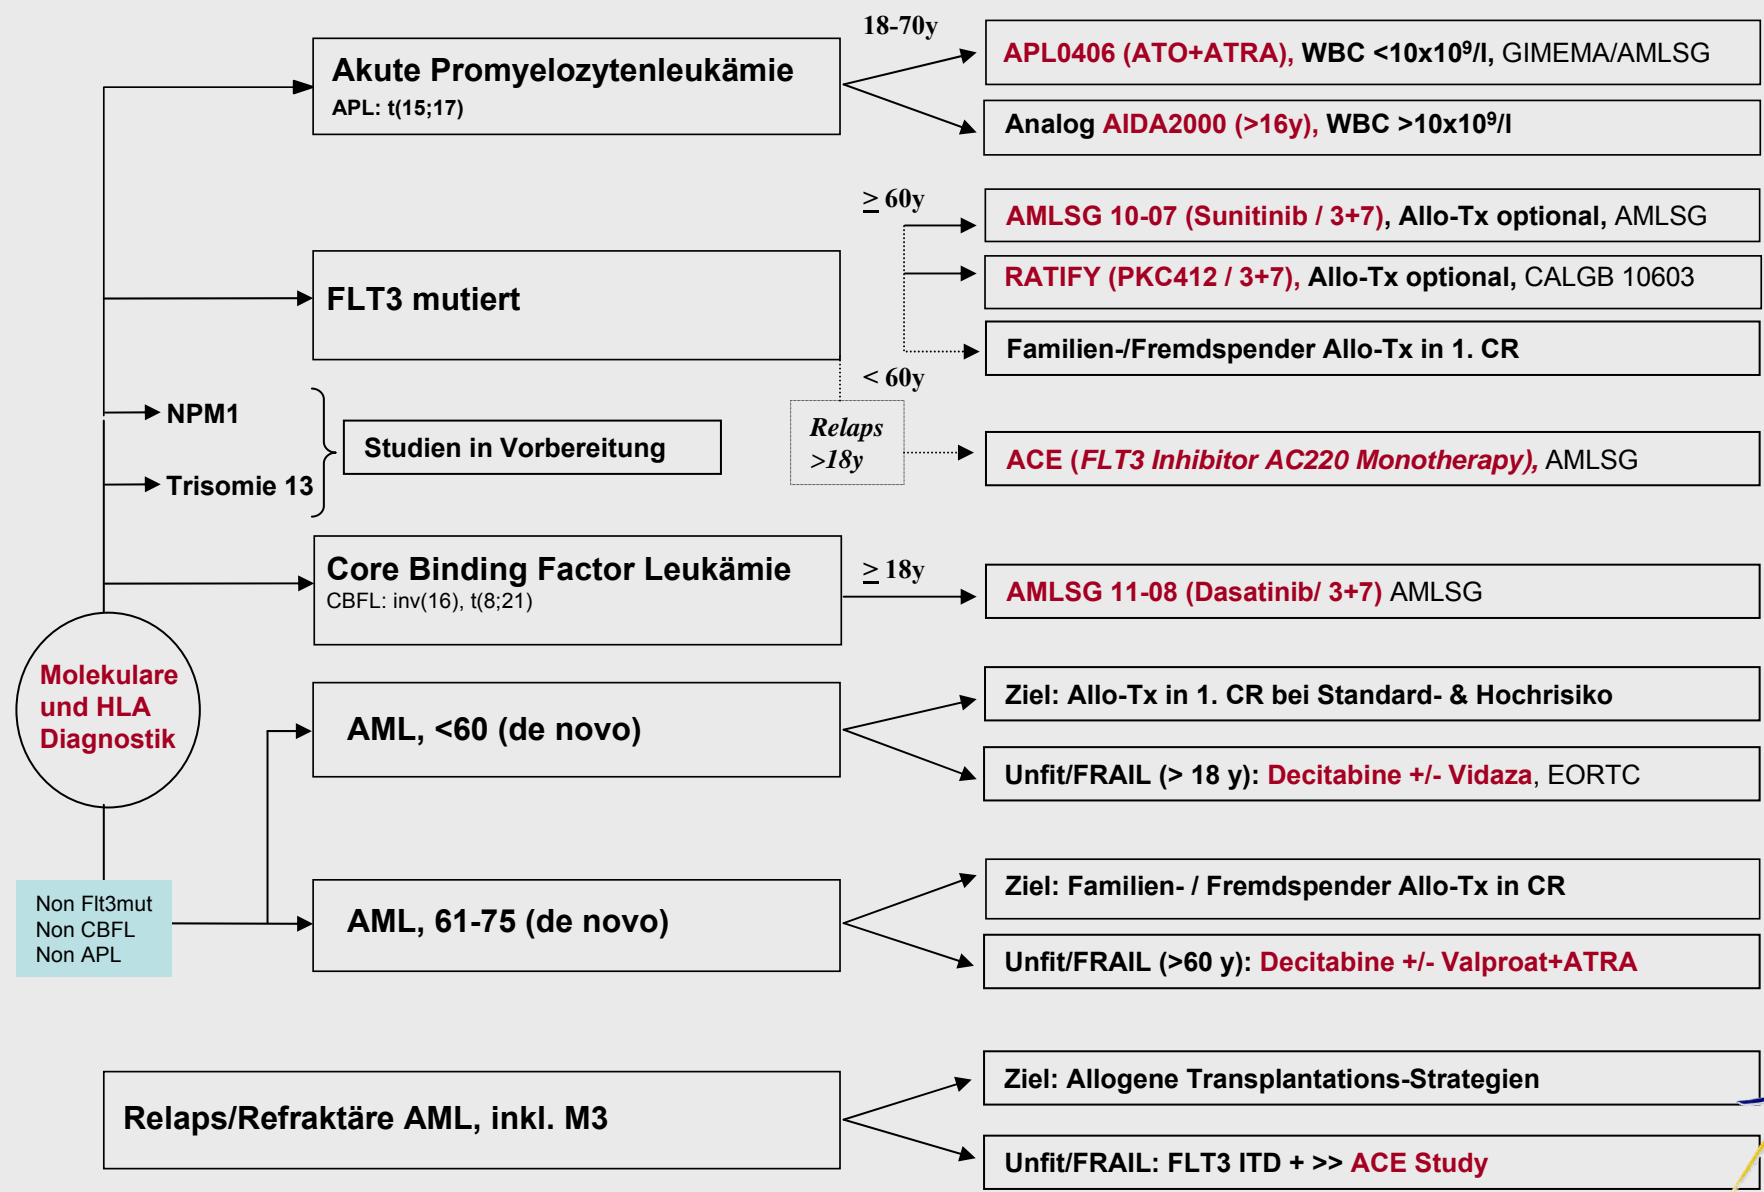 18-70y
Akute Promyelozytenleukämie
APL: t(15;17)
APL0406 (ATO+ATRA), WBC <10x10⁹/l, GIMEMA/AMLSG
Analog AIDA2000 (>16y), WBC >10x10⁹/l
≥ 60y
AMLSG 10-07 (Sunitinib / 3+7), Allo-Tx optional, AMLSG
FLT3 mutiert
RATIFY (PKC412 / 3+7), Allo-Tx optional, CALGB 10603
Familien-/Fremdspender Allo-Tx in 1. CR
< 60y
NPM1
Trisomie 13
Studien in Vorbereitung
Relaps
>18y
ACE (FLT3 Inhibitor AC220 Monotherapy), AMLSG
Core Binding Factor Leukämie
CBFL: inv(16), t(8;21)
≥ 18y
AMLSG 11-08 (Dasatinib/ 3+7) AMLSG
Molekulare
und HLA
Diagnostik
AML, <60 (de novo)
Ziel: Allo-Tx in 1. CR bei Standard- & Hochrisiko
Unfit/FRAIL (> 18 y): Decitabine +/- Vidaza, EORTC
Non Flt3mut
Non CBFL
Non APL
AML, 61-75 (de novo)
Ziel: Familien- / Fremdspender Allo-Tx in CR
Unfit/FRAIL (>60 y): Decitabine +/- Valproat+ATRA
Relaps/Refraktäre AML, inkl. M3
Ziel: Allogene Transplantations-Strategien
Unfit/FRAIL: FLT3 ITD + >> ACE Study